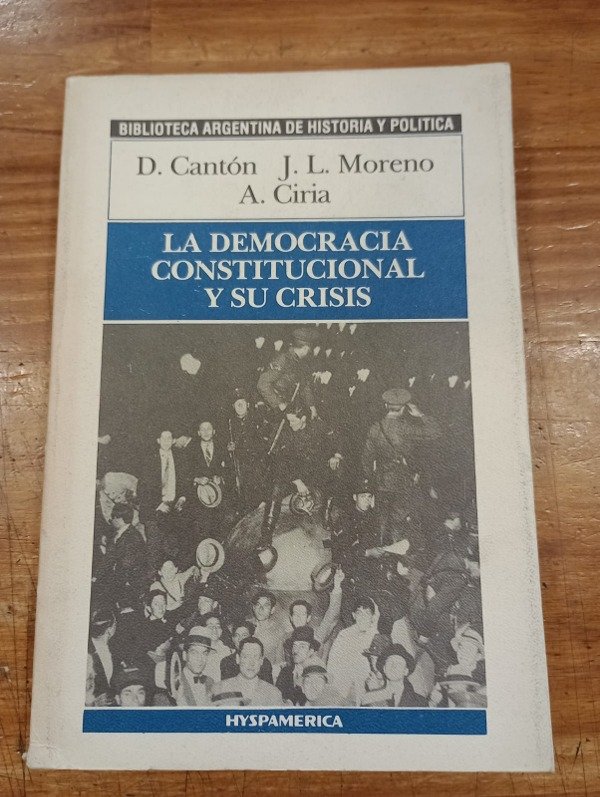 BIBLIOTECA ARGENTINA DE HISTORIA Y POLITICA
D. Cantón J. L. Moreno
A. Ciria
LA DEMOCRACIA
CONSTITUCIONAL
Y SU CRISIS
HYSPAMERICA